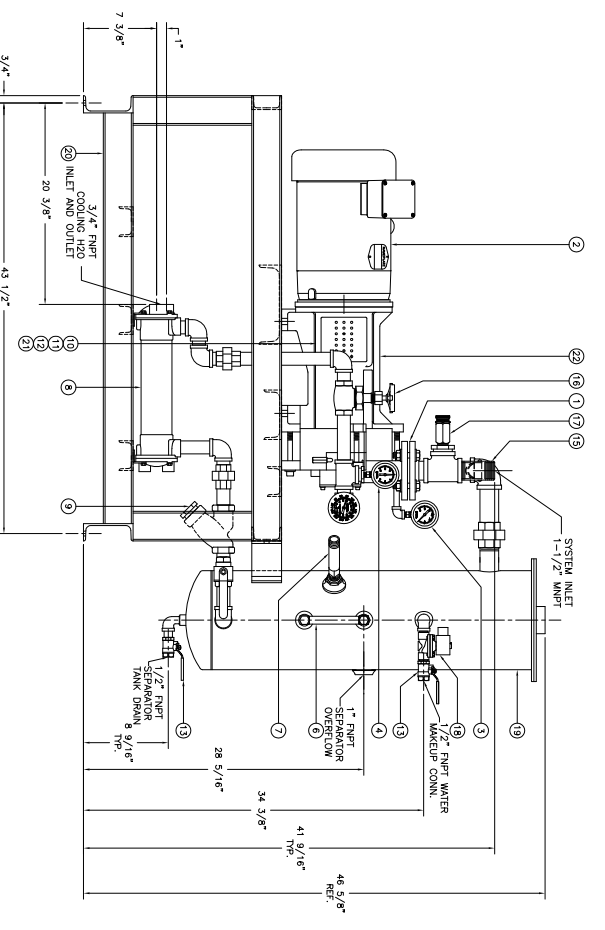 2
22
16
1
17
15
SYSTEM INLET
1-1/2" MNPT
19
3
18
1/2" FNPT WATER
MAKEUP CONN.
13
4
6
1" FNPT
SEPARATOR
OVERFLOW
7
13
1/2" FNPT
SEPARATOR
TANK DRAIN
10
11
12
21
8
9
3/4" FNPT
COOLING H2O
INLET AND OUTLET
20
1"
7 3/8"
3/4"
20 3/8"
43 1/2"
8 9/16"
TYP.
28 5/16"
34 3/8"
41 9/16"
TYP.
46 5/8"
REF.